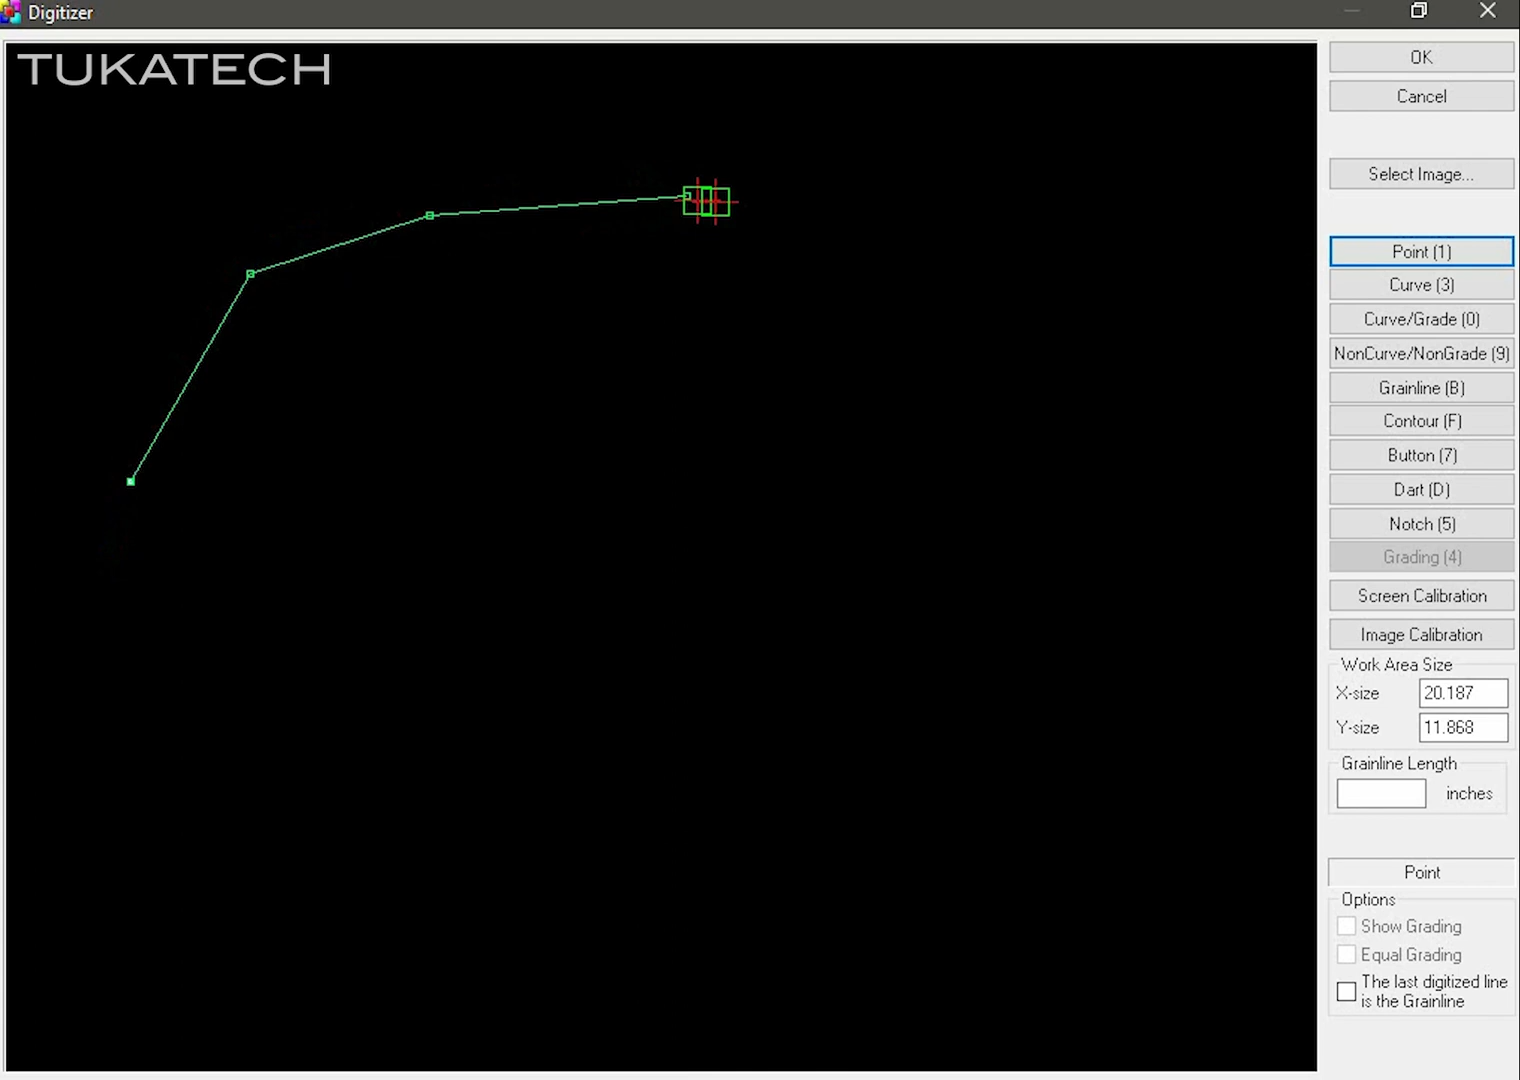 Digitizer
TUKATECH
OK
Cancel
Select Image...
Point (1)
Curve (3)
Curve/Grade (0)
NonCurve/NonGrade (9)
Grainline (B)
Contour (F)
Button (7)
Dart (D)
Notch (5)
Grading (4)
Screen Calibration
Image Calibration
Work Area Size
X-size 20.187
Y-size 11.868
Grainline Length
inches
Point
Options
Show Grading
Equal Grading
The last digitized line
is the Grainline